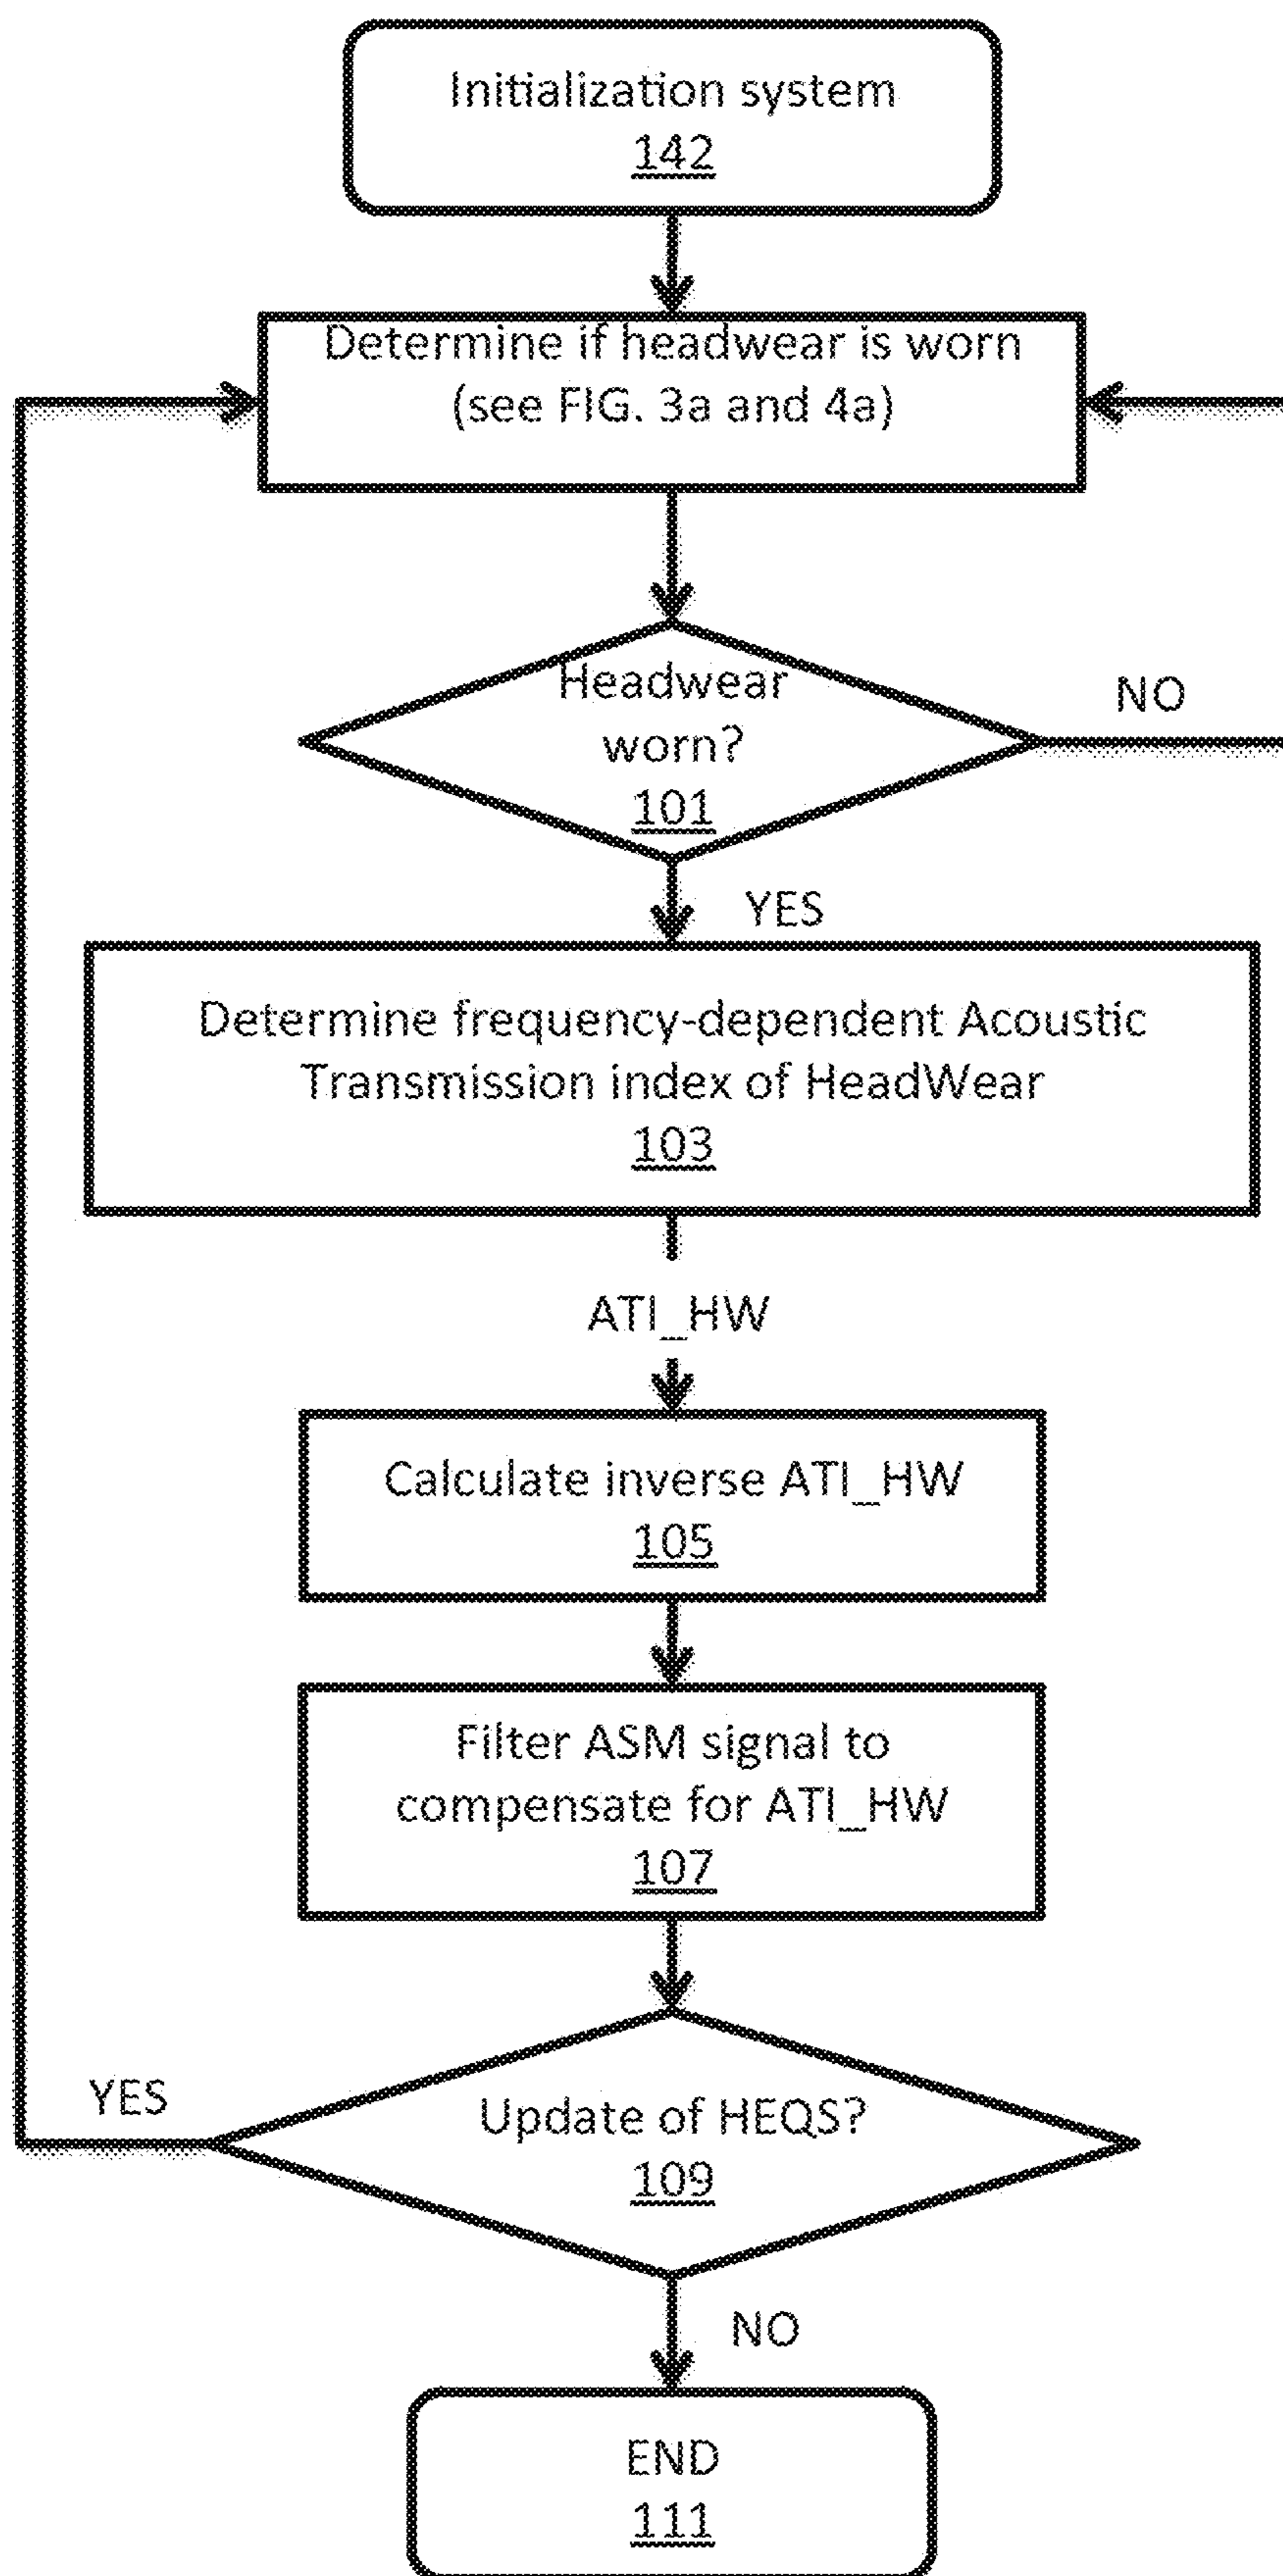 Initialization system
142
Determine if headwear is worn
(see FIG. 3a and 4a)
Headwear
worn?
101
NO
YES
Determine frequency-dependent Acoustic
Transmission index of HeadWear
103
ATI_HW
Calculate inverse ATI_HW
105
Filter ASM signal to
compensate for ATI_HW
107
YES
Update of HEQS?
109
NO
END
111